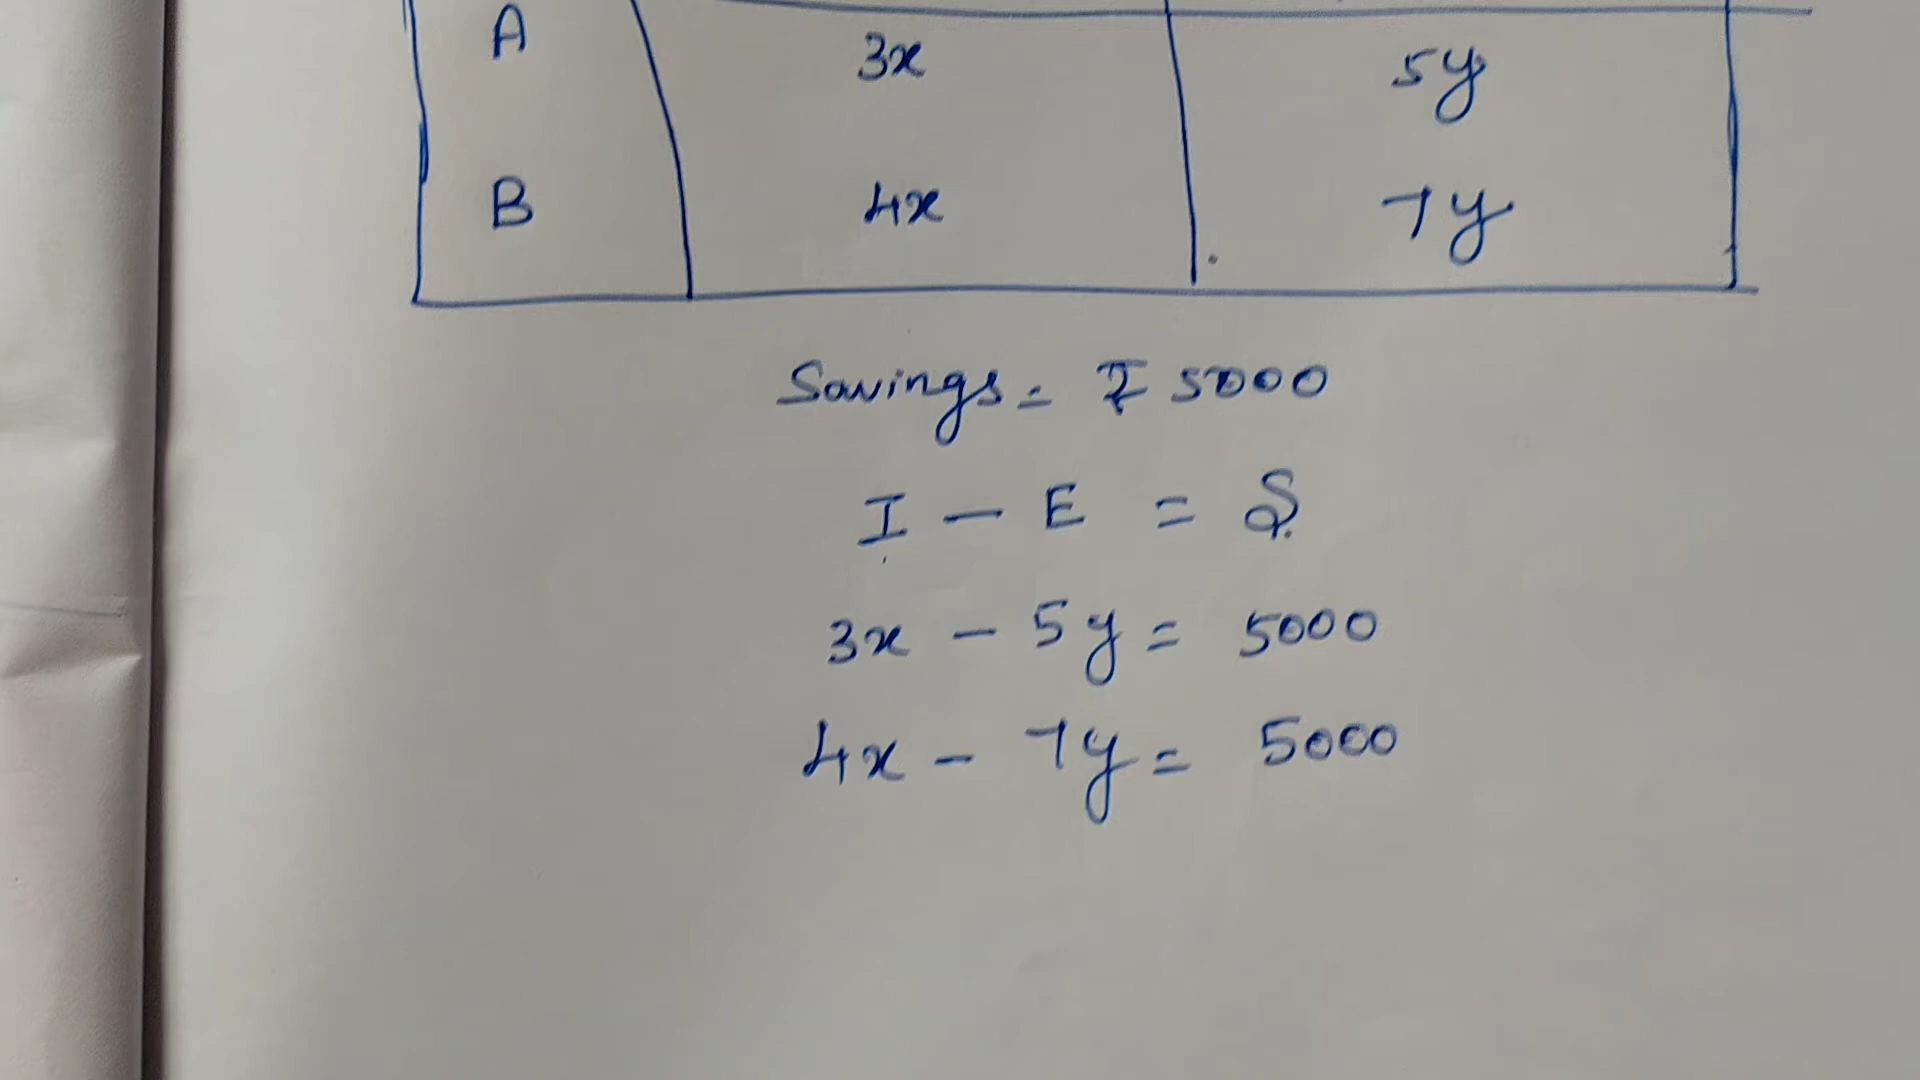 A 3x 5y
B 4x 7y
Savings = ₹ 5000
I - E = S.
3x - 5y = 5000
4x - 7y = 5000